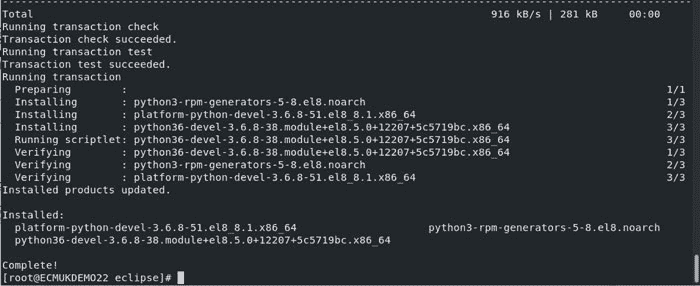 --------------------------------------------------------------------------------
Total 916 kB/s | 281 kB 00:00
Running transaction check
Transaction check succeeded.
Running transaction test
Transaction test succeeded.
Running transaction
  Preparing        : 1/1
  Installing       : python3-rpm-generators-5-8.el8.noarch 1/3
  Installing       : platform-python-devel-3.6.8-51.el8_8.1.x86_64 2/3
  Installing       : python36-devel-3.6.8-38.module+el8.5.0+12207+5c5719bc.x86_64 3/3
  Running scriptlet: python36-devel-3.6.8-38.module+el8.5.0+12207+5c5719bc.x86_64 3/3
  Verifying        : python36-devel-3.6.8-38.module+el8.5.0+12207+5c5719bc.x86_64 1/3
  Verifying        : python3-rpm-generators-5-8.el8.noarch 2/3
  Verifying        : platform-python-devel-3.6.8-51.el8_8.1.x86_64 3/3
Installed products updated.

Installed:
  platform-python-devel-3.6.8-51.el8_8.1.x86_64 python3-rpm-generators-5-8.el8.noarch
  python36-devel-3.6.8-38.module+el8.5.0+12207+5c5719bc.x86_64

Complete!
[root@ECMUKDEMO22 eclipse]#